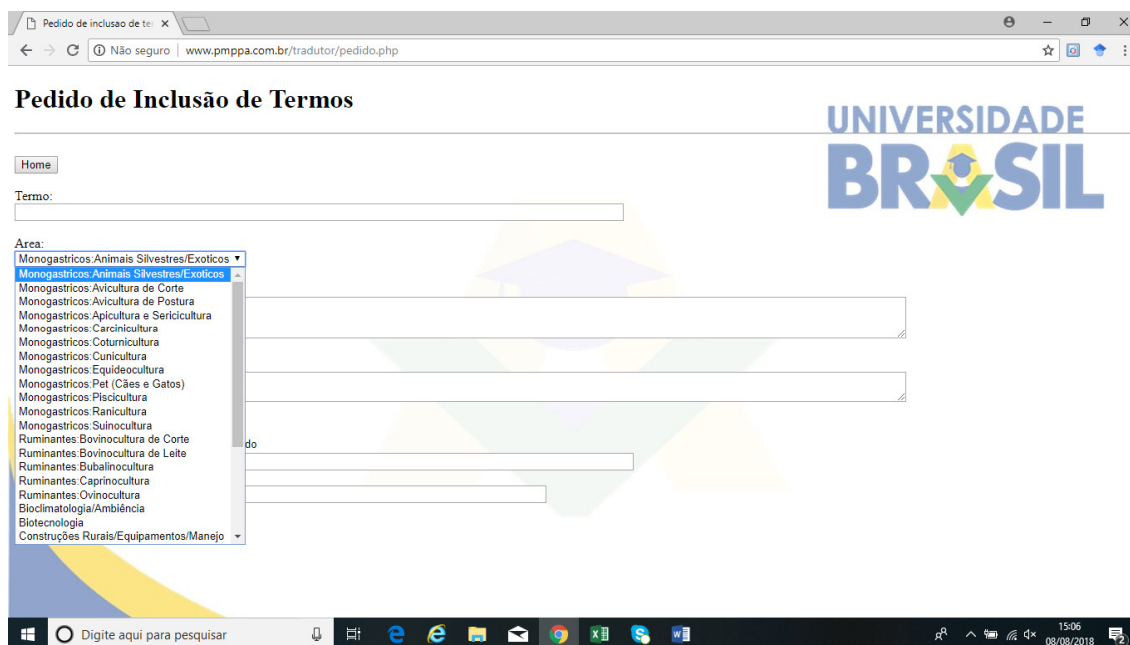 Pedido de inclusao de te
Não seguro | www.pmppa.com.br/tradutor/pedido.php
Pedido de Inclusão de Termos
UNIVERSIDADE
BRASIL
Home
Termo:
Area:
Monogastricos:Animais Silvestres/Exoticos
Monogastricos:Animais Silvestres/Exoticos
Monogastricos:Avicultura de Corte
Monogastricos:Avicultura de Postura
Monogastricos:Apicultura e Sericicultura
Monogastricos:Carcinicultura
Monogastricos:Coturnicultura
Monogastricos:Cunicultura
Monogastricos:Equideocultura
Monogastricos:Pet (Cães e Gatos)
Monogastricos:Piscicultura
Monogastricos:Ranicultura
Monogastricos:Suinocultura
Ruminantes:Bovinocultura de Corte
do
Ruminantes:Bovinocultura de Leite
Ruminantes:Bubalinocultura
Ruminantes:Caprinocultura
Ruminantes:Ovinocultura
Bioclimatologia/Ambiência
Biotecnologia
Construções Rurais/Equipamentos/Manejo
Digite aqui para pesquisar
15:06
08/08/2018